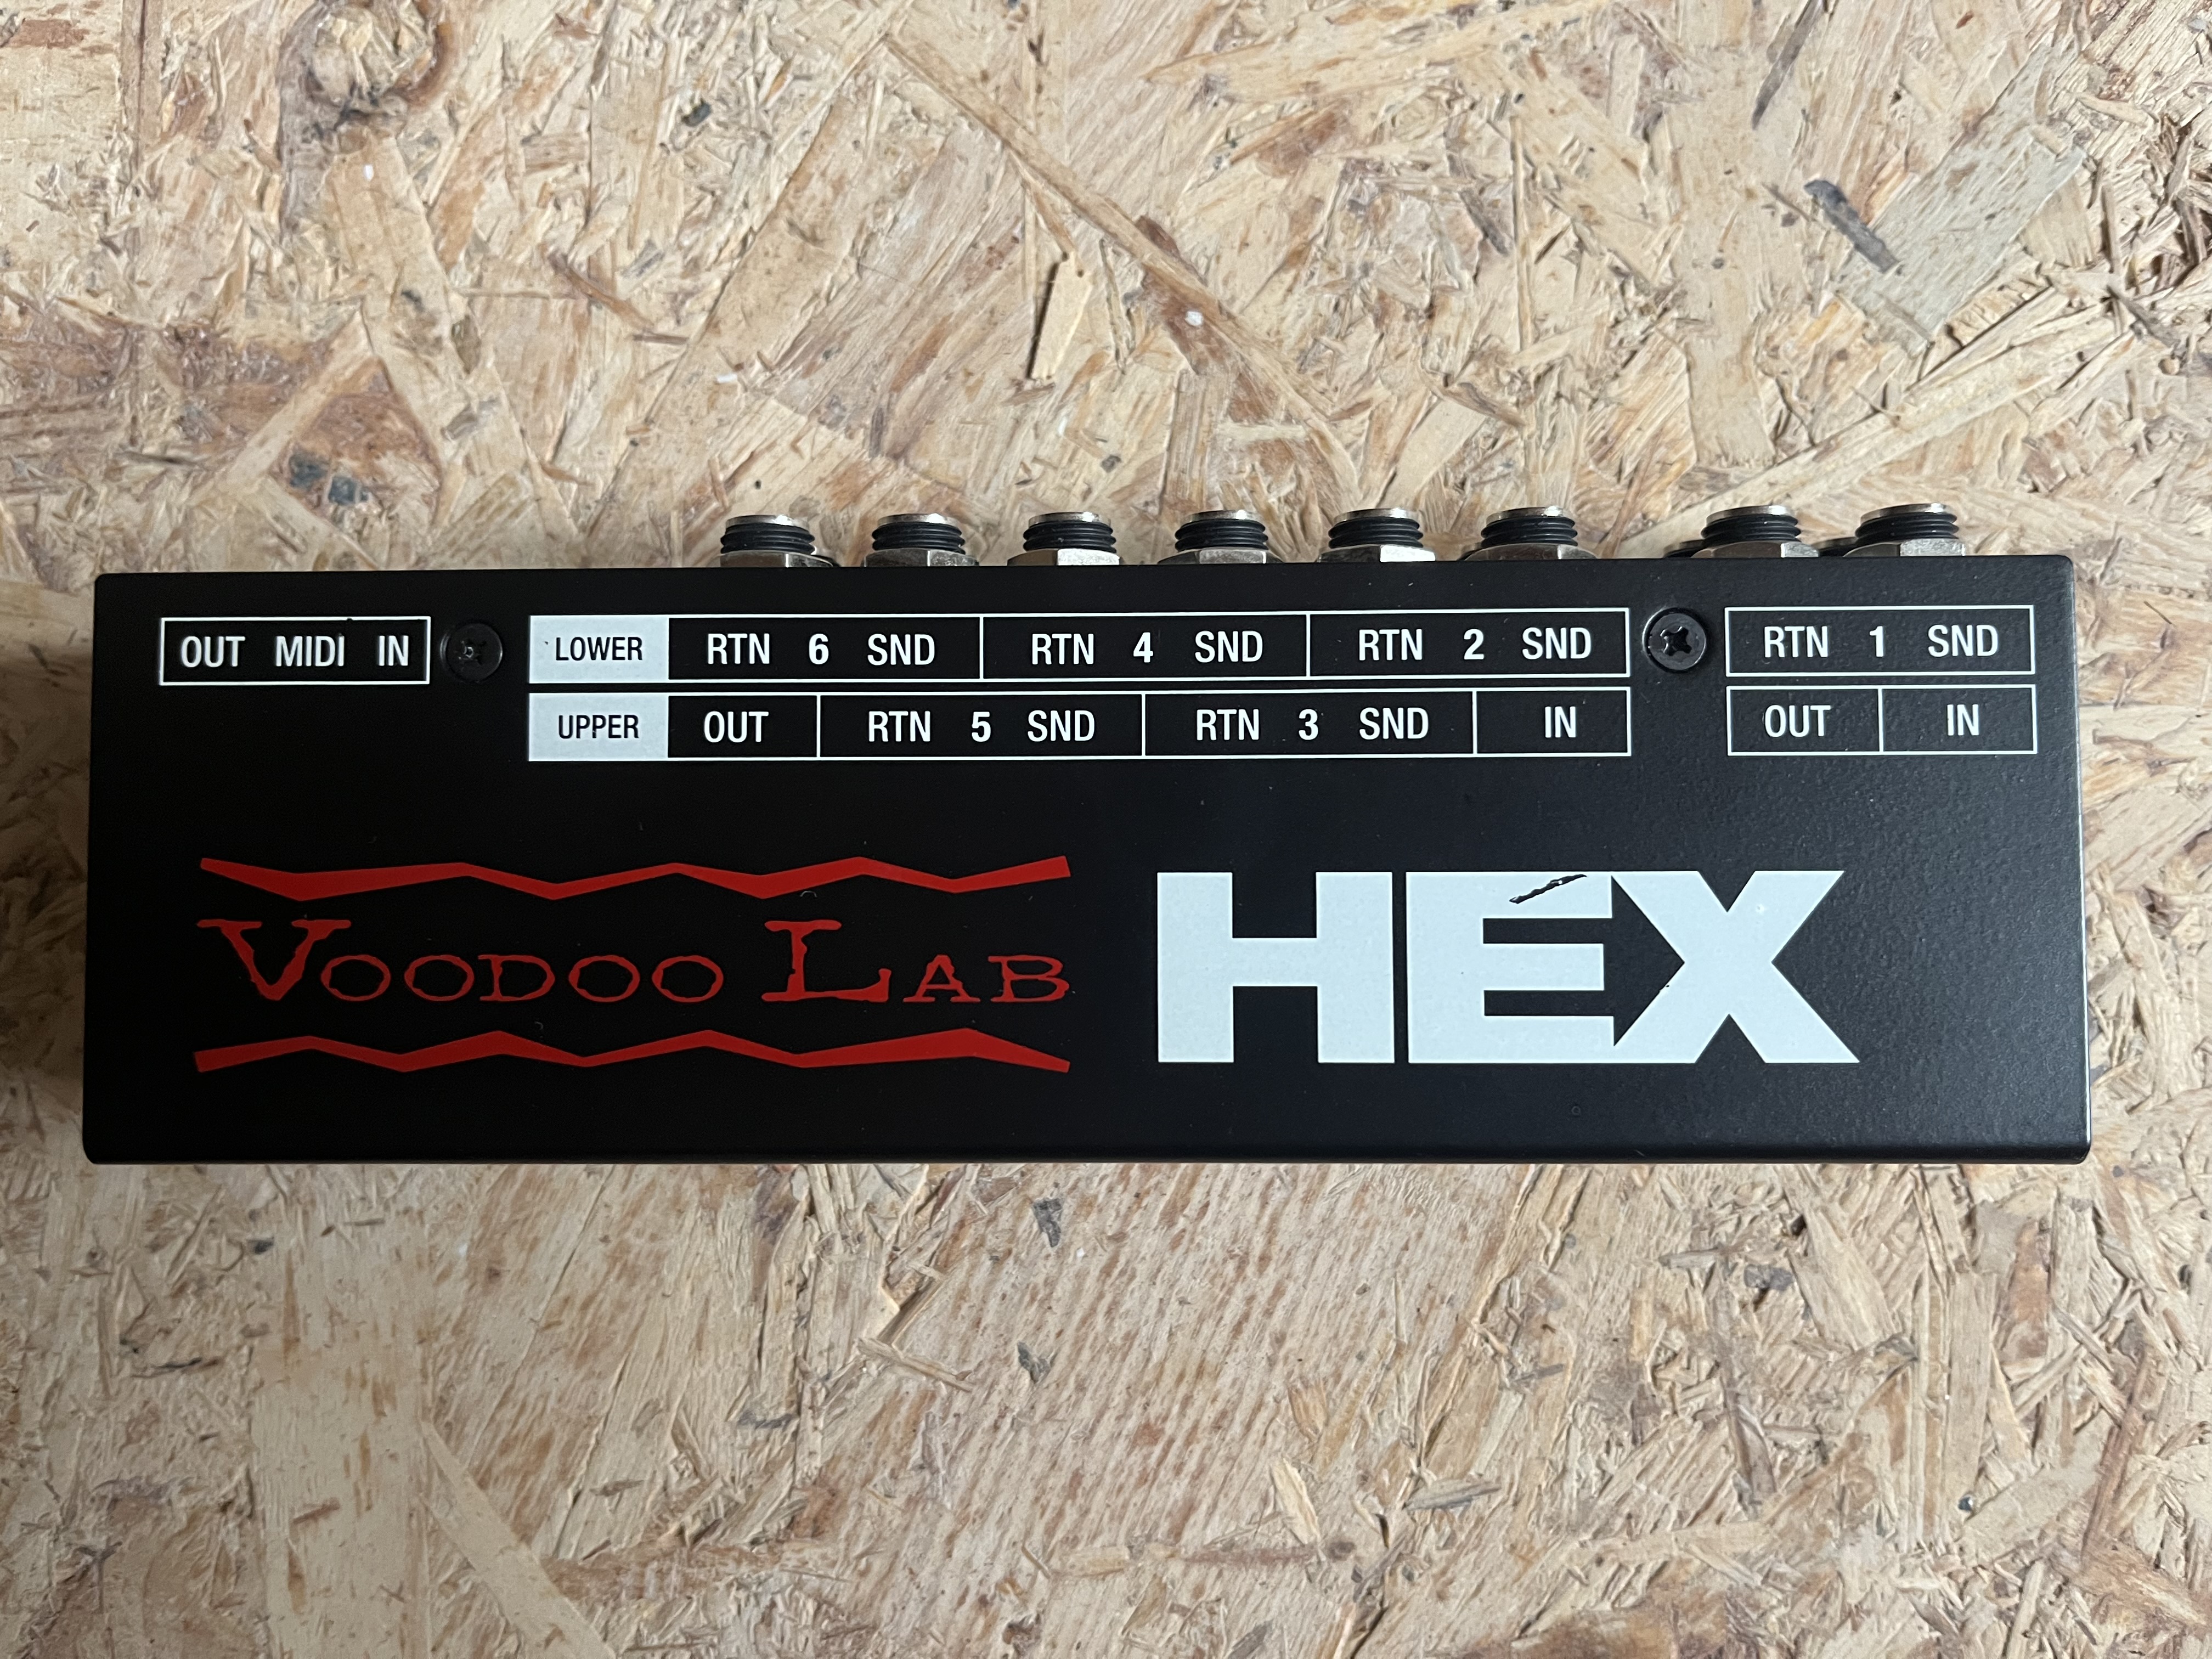 OUT MIDI IN LOWER RTN 6 SND RTN 4 SND RTN 2 SND RTN 1 SND
UPPER OUT RTN 5 SND RTN 3 SND IN OUT IN
VOODOO LAB HEX